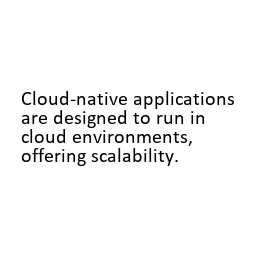 Cloud-native applications
are designed to run in
cloud environments,
offering scalability.